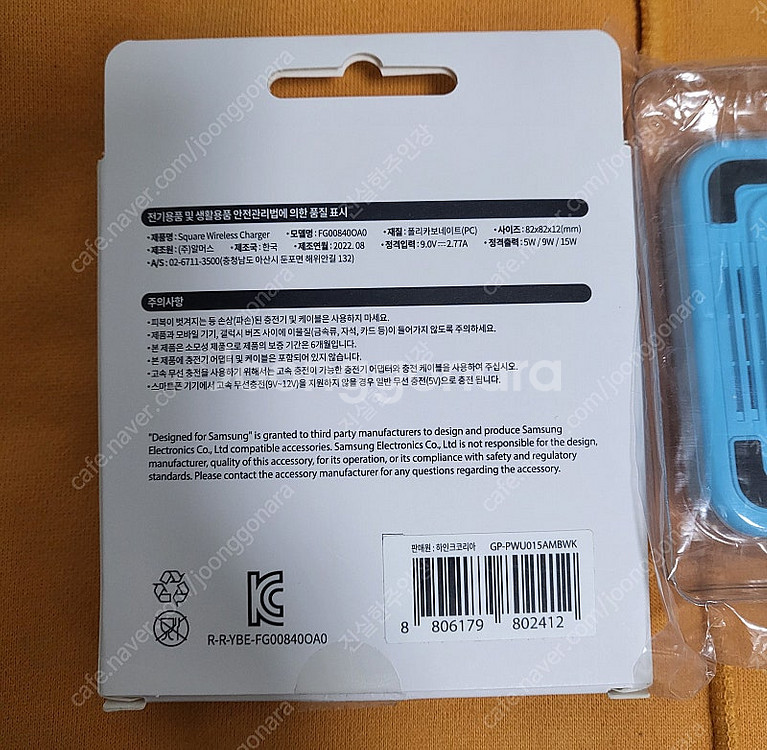 전기용품 및 생활용품 안전관리법에 의한 품질 표시
•제품명 : Square Wireless Charger •모델명 : FG00840OA0 •재질 : 폴리카보네이트(PC) •사이즈 : 82x82x12(mm)
•제조원 : (주)알머스 •제조국 : 한국 •제조연월 : 2022. 08 •정격입력 : 9.0V⎓2.77A •정격출력 : 5W / 9W / 15W
•A/S : 02-6711-3500(충청남도 아산시 둔포면 해위안길 132)
주의사항
•피복이 벗겨지는 등 손상(파손)된 충전기 및 케이블은 사용하지 마세요.
•제품과 모바일 기기, 갤럭시 버즈 사이에 이물질(금속류, 자석, 카드 등)이 들어가지 않도록 주의하세요.
•본 제품은 소모성 제품으로 제품의 보증 기간은 6개월입니다.
•본 제품에 충전기 어댑터 및 케이블은 포함되어 있지 않습니다.
•고속 무선 충전을 사용하기 위해서는 고속 충전이 가능한 충전기 어댑터와 충전 케이블을 사용하여 주십시오.
•스마트폰 기기에서 고속 무선충전(9V~12V)을 지원하지 않을 경우 일반 무선 충전(5V)으로 충전 됩니다.
"Designed for Samsung" is granted to third party manufacturers to design and produce Samsung
Electronics Co., Ltd compatible accessories. Samsung Electronics Co., Ltd is not responsible for the design,
manufacturer, quality of this accessory, for its operation, or its compliance with safety and regulatory
standards. Please contact the accessory manufacturer for any questions regarding the accessory.
판매원 : 하인크코리아 GP-PWU015AMBWK
8 806179 802412
R-R-YBE-FG00840OA0
cafe.naver.com/joonggonara
진실한주인장